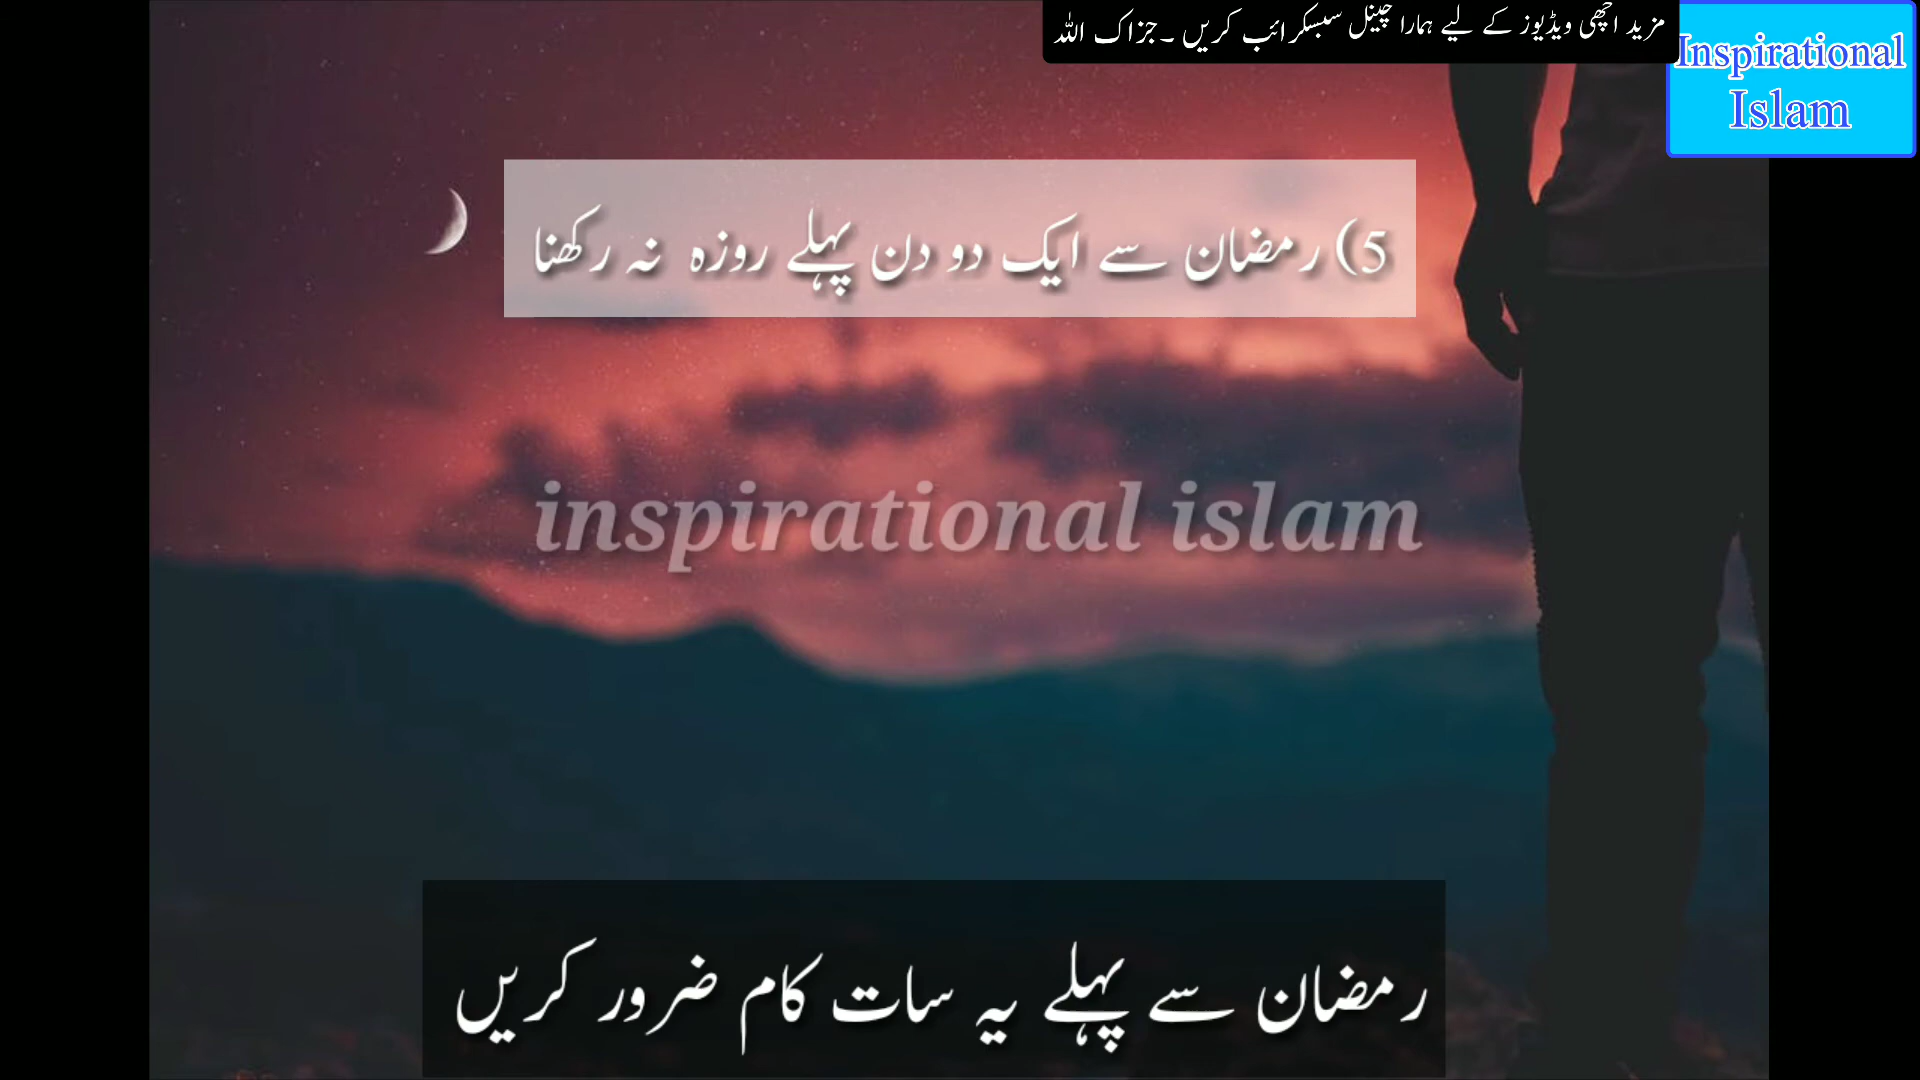 مزید اچھی ویڈیوز کے لیے ہمارا چینل سبسکرائب کریں ۔جزاک اللہ
Inspirational
Islam
5) رمضان سے ایک دو دن پہلے روزہ نہ رکھنا
inspirational islam
رمضان سے پہلے یہ سات کام ضرور کریں